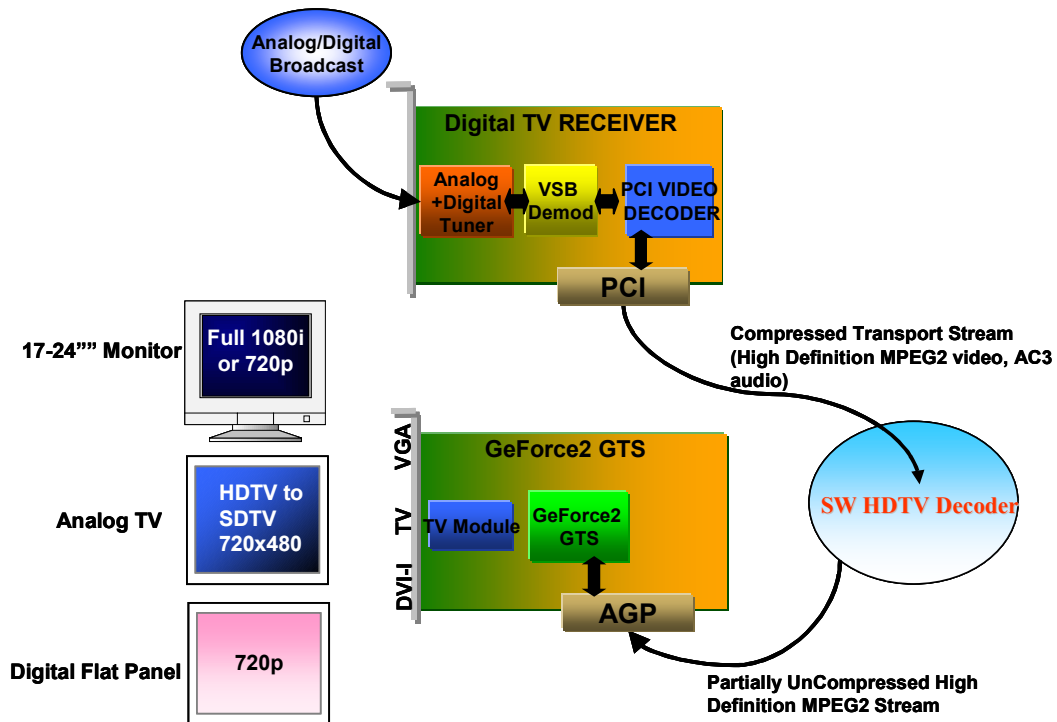 Analog/Digital
Broadcast
Digital TV RECEIVER
Analog
+Digital
Tuner
VSB
Demod
PCI VIDEO
DECODER
PCI
17-24”” Monitor
Full 1080i
or 720p
Compressed Transport Stream
(High Definition MPEG2 video, AC3
audio)
VGA
TV
DVI-I
GeForce2 GTS
TV Module
GeForce2
GTS
AGP
SW HDTV Decoder
Analog TV
HDTV to
SDTV
720x480
Digital Flat Panel
720p
Partially UnCompressed High
Definition MPEG2 Stream